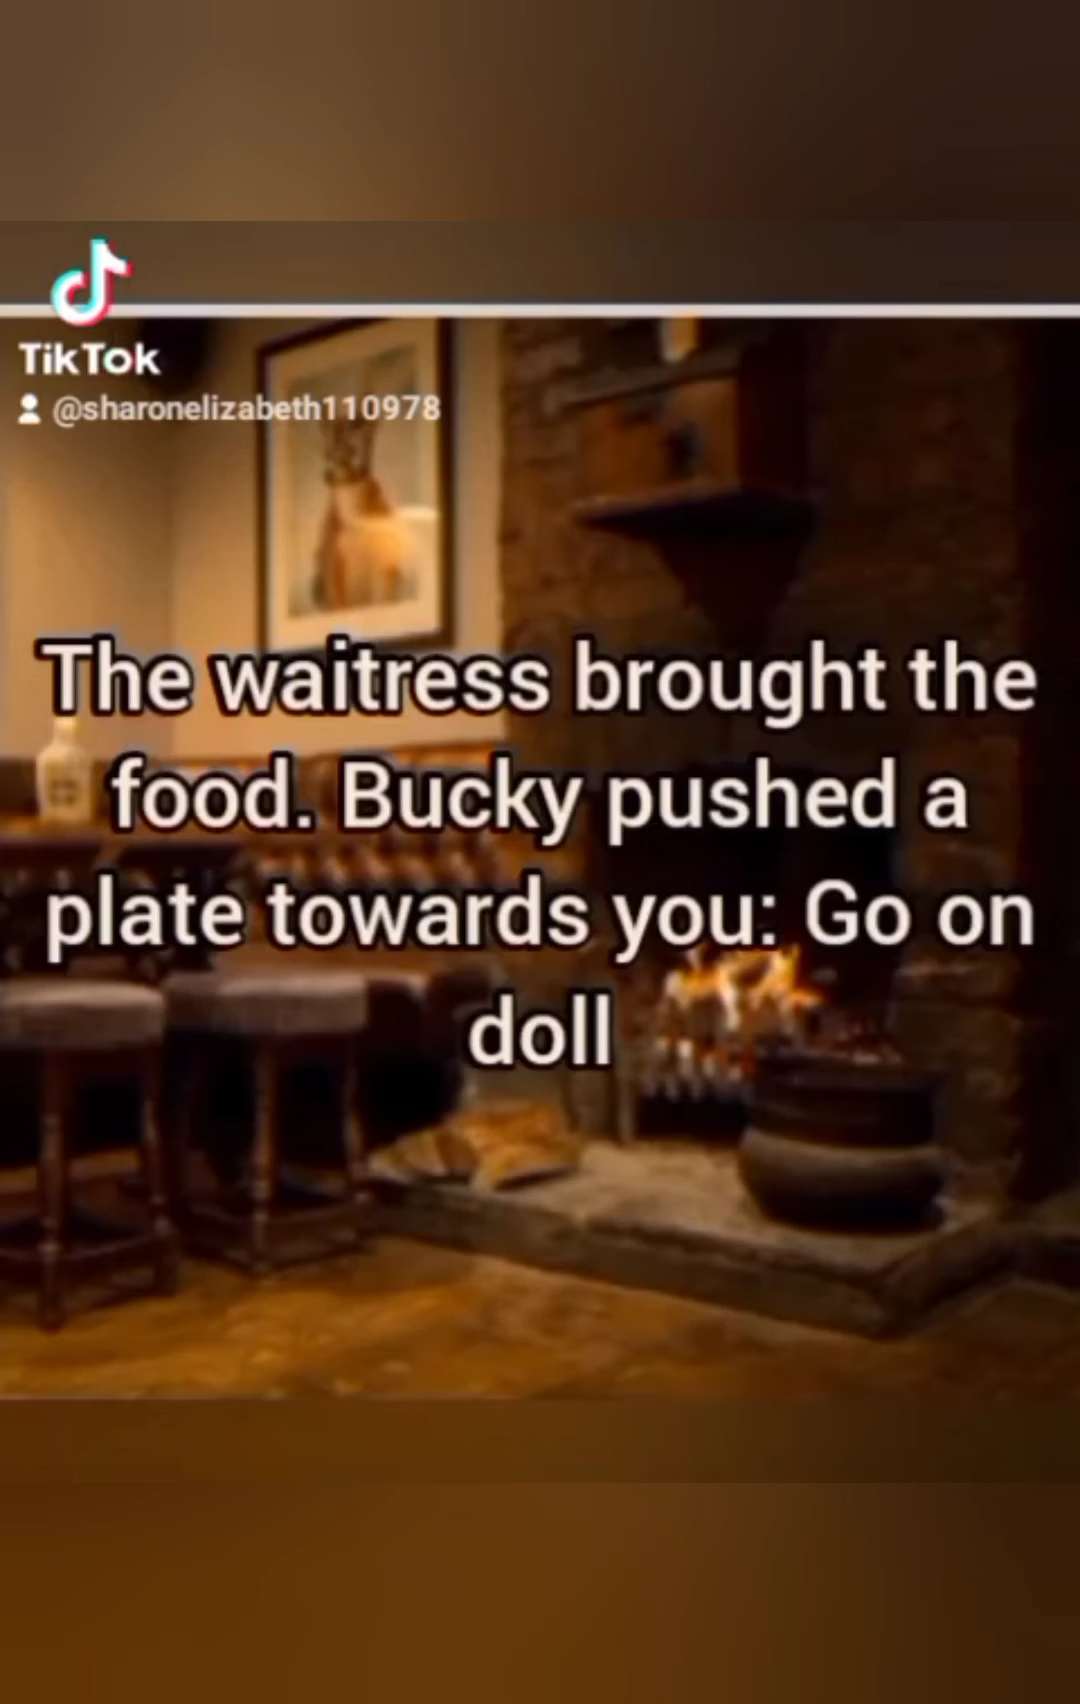 TikTok
@sharonelizabeth110978
The waitress brought the
food. Bucky pushed a
plate towards you: Go on
doll